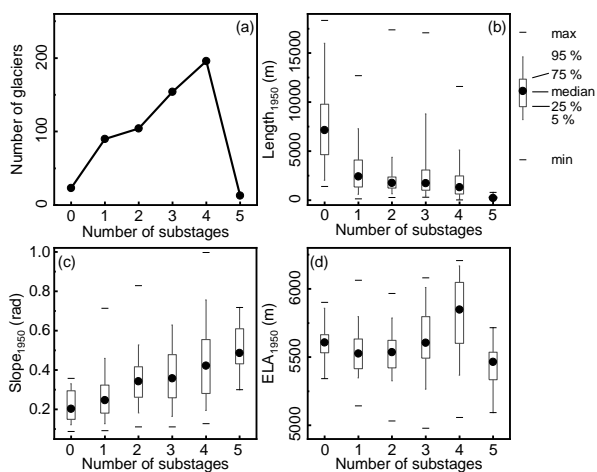 (a)
Number of glaciers
200
100
0
0 1 2 3 4 5
Number of substages
(b)
Length1950 (m)
15000
10000
5000
0
0 1 2 3 4 5
Number of substages
max
95 %
75 %
median
25 %
5 %
min
(c)
Slope1950 (rad)
1.0
0.8
0.6
0.4
0.2
0 1 2 3 4 5
Number of substages
(d)
ELA1950 (m)
6000
5500
5000
0 1 2 3 4 5
Number of substages